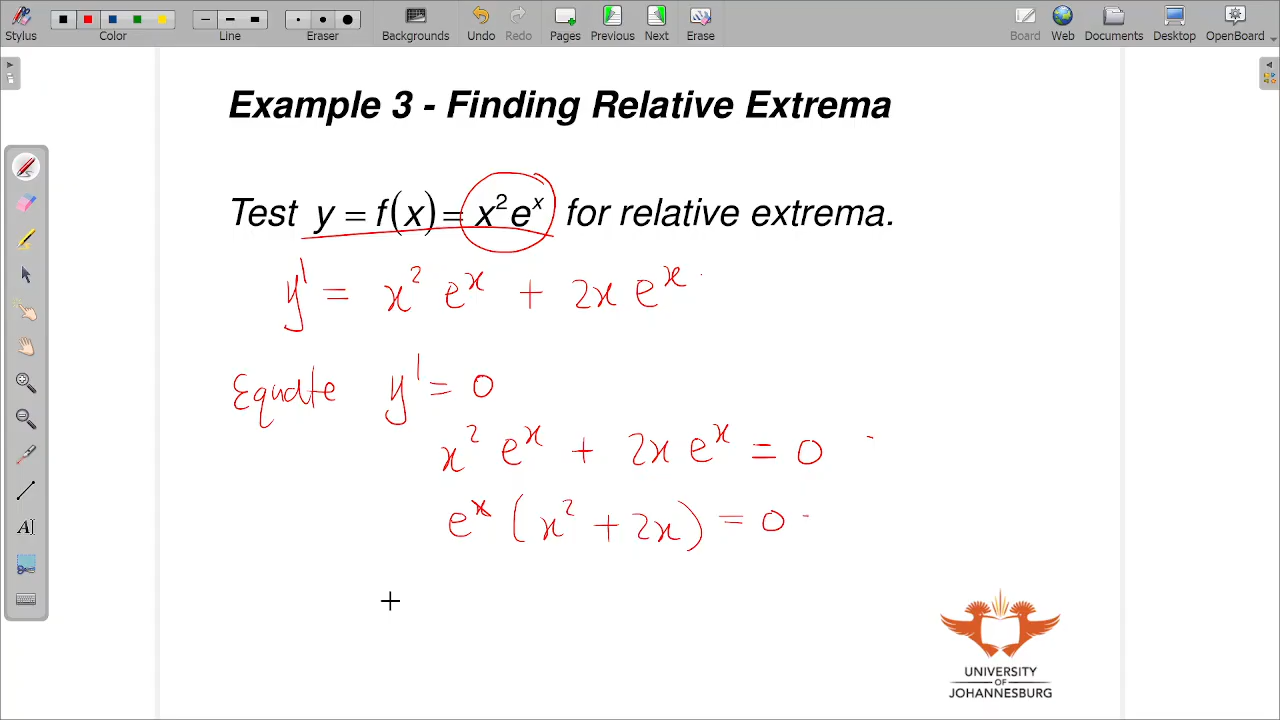 Stylus Color Line Eraser Backgrounds Undo Redo Pages Previous Next Erase Board Web Documents Desktop OpenBoard
Example 3 - Finding Relative Extrema
Test y = f(x) = x²eˣ for relative extrema.
y' = x² eˣ + 2x eˣ
Equate y' = 0
x² eˣ + 2x eˣ = 0
eˣ (x² + 2x) = 0
A
UNIVERSITY
OF
JOHANNESBURG